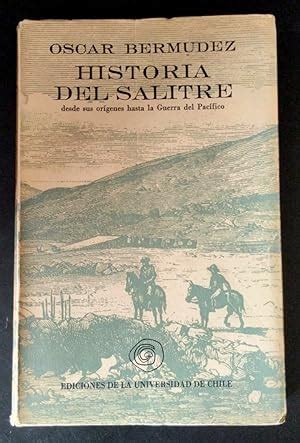 OSCAR BERMUDEZ
HISTORIA
DEL SALITRE
desde sus orígenes hasta la Guerra del Pacífico
EDICIONES DE LA UNIVERSIDAD DE CHILE